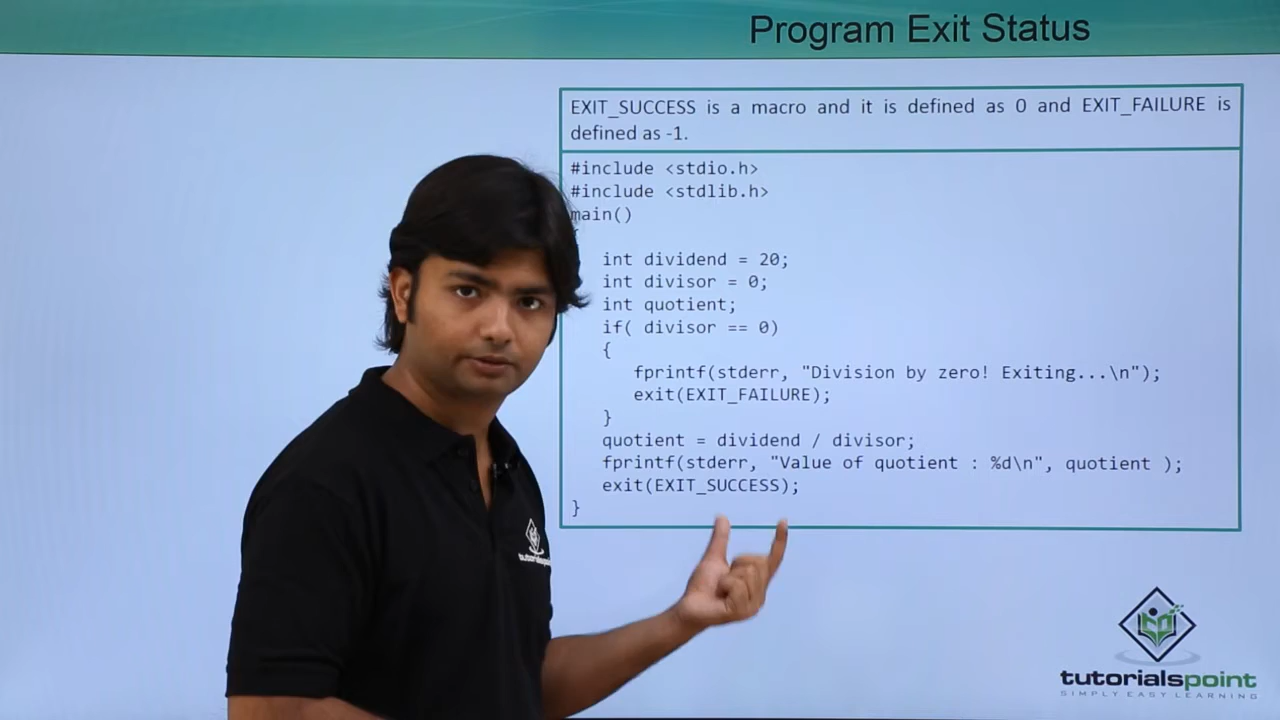 Program Exit Status
EXIT_SUCCESS is a macro and it is defined as 0 and EXIT_FAILURE is
defined as -1.
#include <stdio.h>
#include <stdlib.h>
main()
int dividend = 20;
int divisor = 0;
int quotient;
if( divisor == 0)
{
fprintf(stderr, "Division by zero! Exiting...\n");
exit(EXIT_FAILURE);
}
quotient = dividend / divisor;
fprintf(stderr, "Value of quotient : %d\n", quotient );
exit(EXIT_SUCCESS);
}
tutorialspoint
SIMPLY EASY LEARNING